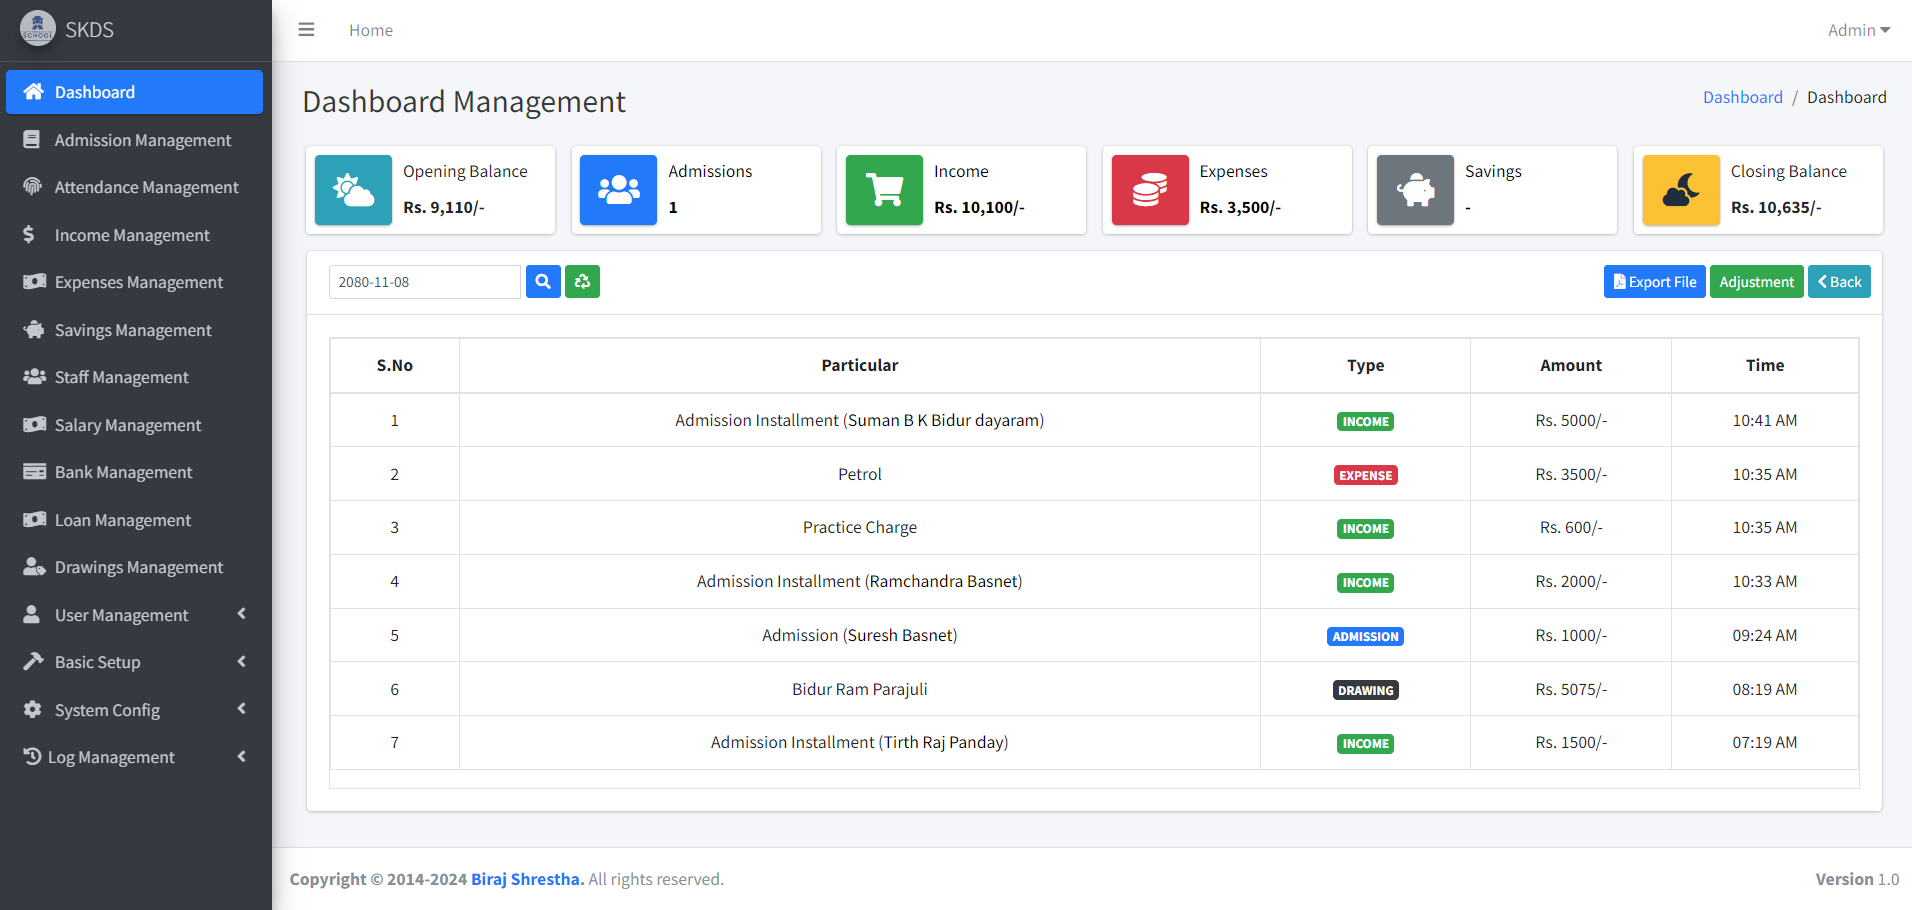 SCHOOL
SKDS
Home
Admin
Dashboard
Admission Management
Attendance Management
Income Management
Expenses Management
Savings Management
Staff Management
Salary Management
Bank Management
Loan Management
Drawings Management
User Management
Basic Setup
System Config
Log Management
Dashboard Management
Dashboard / Dashboard
Opening Balance
Rs. 9,110/-
Admissions
1
Income
Rs. 10,100/-
Expenses
Rs. 3,500/-
Savings
-
Closing Balance
Rs. 10,635/-
2080-11-08
Export File
Adjustment
Back
S.No Particular Type Amount Time
1 Admission Installment (Suman B K Bidur dayaram) INCOME Rs. 5000/- 10:41 AM
2 Petrol EXPENSE Rs. 3500/- 10:35 AM
3 Practice Charge INCOME Rs. 600/- 10:35 AM
4 Admission Installment (Ramchandra Basnet) INCOME Rs. 2000/- 10:33 AM
5 Admission (Suresh Basnet) ADMISSION Rs. 1000/- 09:24 AM
6 Bidur Ram Parajuli DRAWING Rs. 5075/- 08:19 AM
7 Admission Installment (Tirth Raj Panday) INCOME Rs. 1500/- 07:19 AM
Copyright © 2014-2024 Biraj Shrestha. All rights reserved.
Version 1.0